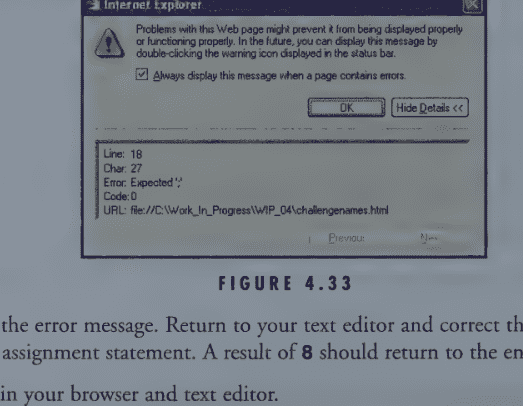 Internet Explorer
Problems with this Web page might prevent it from being displayed properly
or functioning properly. In the future, you can display this message by
double-clicking the warning icon displayed in the status bar.
Always display this message when a page contains errors.
OK
Hide Details <<
Line: 18
Char: 27
Error: Expected ';'
Code: 0
URL: file://C:\Work_In_Progress\WIP_04\challengenames.html
Previous
FIGURE 4.33
the error message. Return to your text editor and correct th
assignment statement. A result of 8 should return to the en
in your browser and text editor.